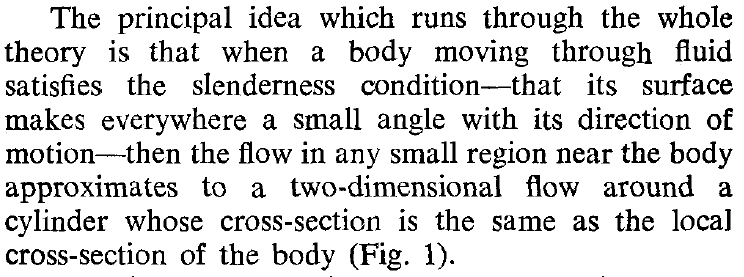 The principal idea which runs through the whole
theory is that when a body moving through fluid
satisfies the slenderness condition—that its surface
makes everywhere a small angle with its direction of
motion—then the flow in any small region near the body
approximates to a two-dimensional flow around a
cylinder whose cross-section is the same as the local
cross-section of the body (Fig. 1).